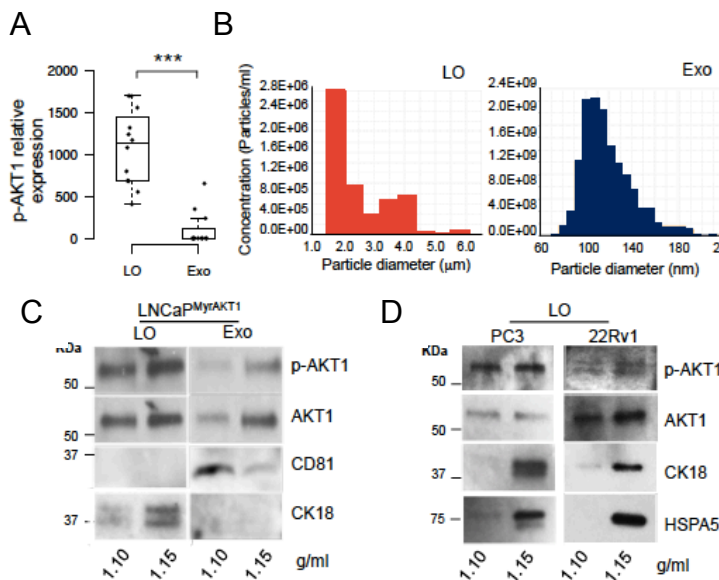 A
***
2000
1500
1000
500
0
p-AKT1 relative
expression
LO
Exo
B
LO
2.8E+06
2.4E+06
2.0E+06
1.6E+06
1.2E+06
8.0E+05
4.0E+05
0.0E+00
Concentration (Particles/ml)
1.0 2.0 3.0 4.0 5.0 6.0
Particle diameter (μm)
Exo
2.4E+09
2.0E+09
1.6E+09
1.2E+09
8.0E+08
4.0E+08
0.0E+00
60 100 140 180
Particle diameter (nm)
C
LNCaPMyrAKT1
LO Exo
KDa
50
p-AKT1
50
AKT1
37
CD81
37
CK18
1.10 1.15 1.10 1.15 g/ml
D
LO
PC3 22Rv1
KDa
50
p-AKT1
50
AKT1
37
CK18
75
HSPA5
1.10 1.15 1.10 1.15 g/ml